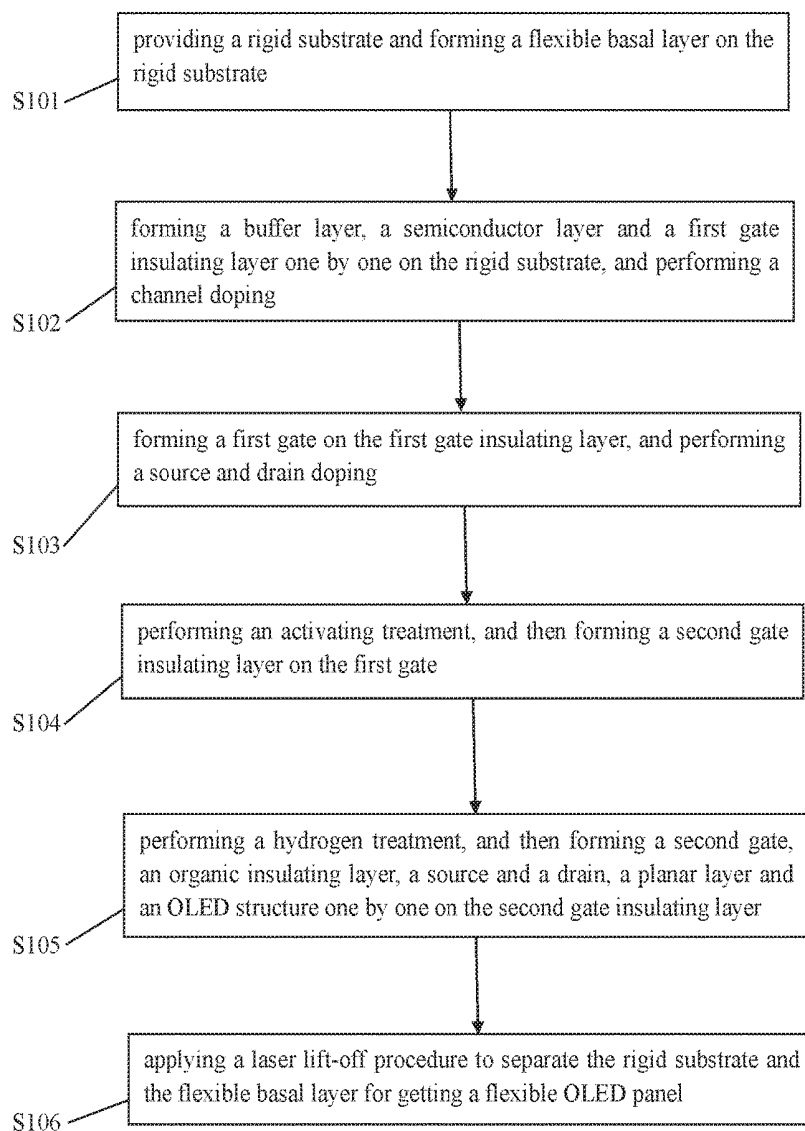 providing a rigid substrate and forming a flexible basal layer on the
rigid substrate
S101
forming a buffer layer, a semiconductor layer and a first gate
insulating layer one by one on the rigid substrate, and performing a
channel doping
S102
forming a first gate on the first gate insulating layer, and performing
a source and drain doping
S103
performing an activating treatment, and then forming a second gate
insulating layer on the first gate
S104
performing a hydrogen treatment, and then forming a second gate,
an organic insulating layer, a source and a drain, a planar layer and
an OLED structure one by one on the second gate insulating layer
S105
applying a laser lift-off procedure to separate the rigid substrate and
the flexible basal layer for getting a flexible OLED panel
S106